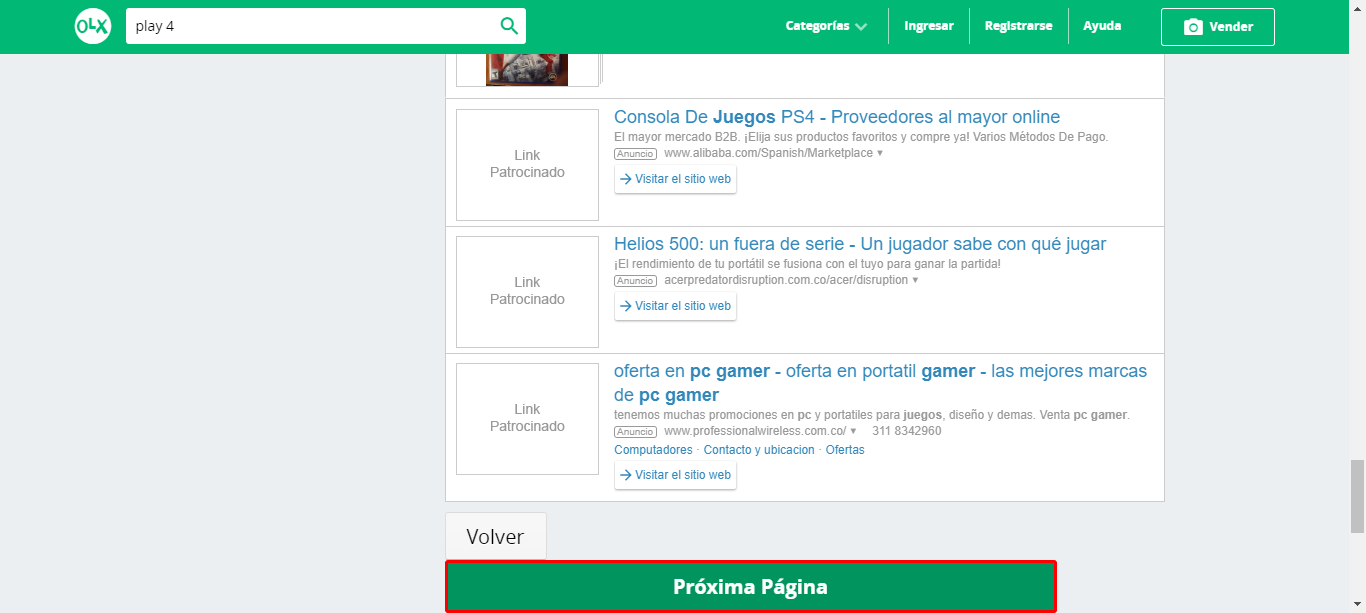 OLX
play 4
Categorías
Ingresar
Registrarse
Ayuda
Vender
Link
Patrocinado
Consola De Juegos PS4 - Proveedores al mayor online
El mayor mercado B2B. ¡Elija sus productos favoritos y compre ya! Varios Métodos De Pago.
Anuncio www.alibaba.com/Spanish/Marketplace ▼
→ Visitar el sitio web
Link
Patrocinado
Helios 500: un fuera de serie - Un jugador sabe con qué jugar
¡El rendimiento de tu portátil se fusiona con el tuyo para ganar la partida!
Anuncio acerpredatordisruption.com.co/acer/disruption ▼
→ Visitar el sitio web
Link
Patrocinado
oferta en pc gamer - oferta en portatil gamer - las mejores marcas
de pc gamer
tenemos muchas promociones en pc y portatiles para juegos, diseño y demas. Venta pc gamer.
Anuncio www.professionalwireless.com.co/ ▼ 311 8342960
Computadores · Contacto y ubicacion · Ofertas
→ Visitar el sitio web
Volver
Próxima Página